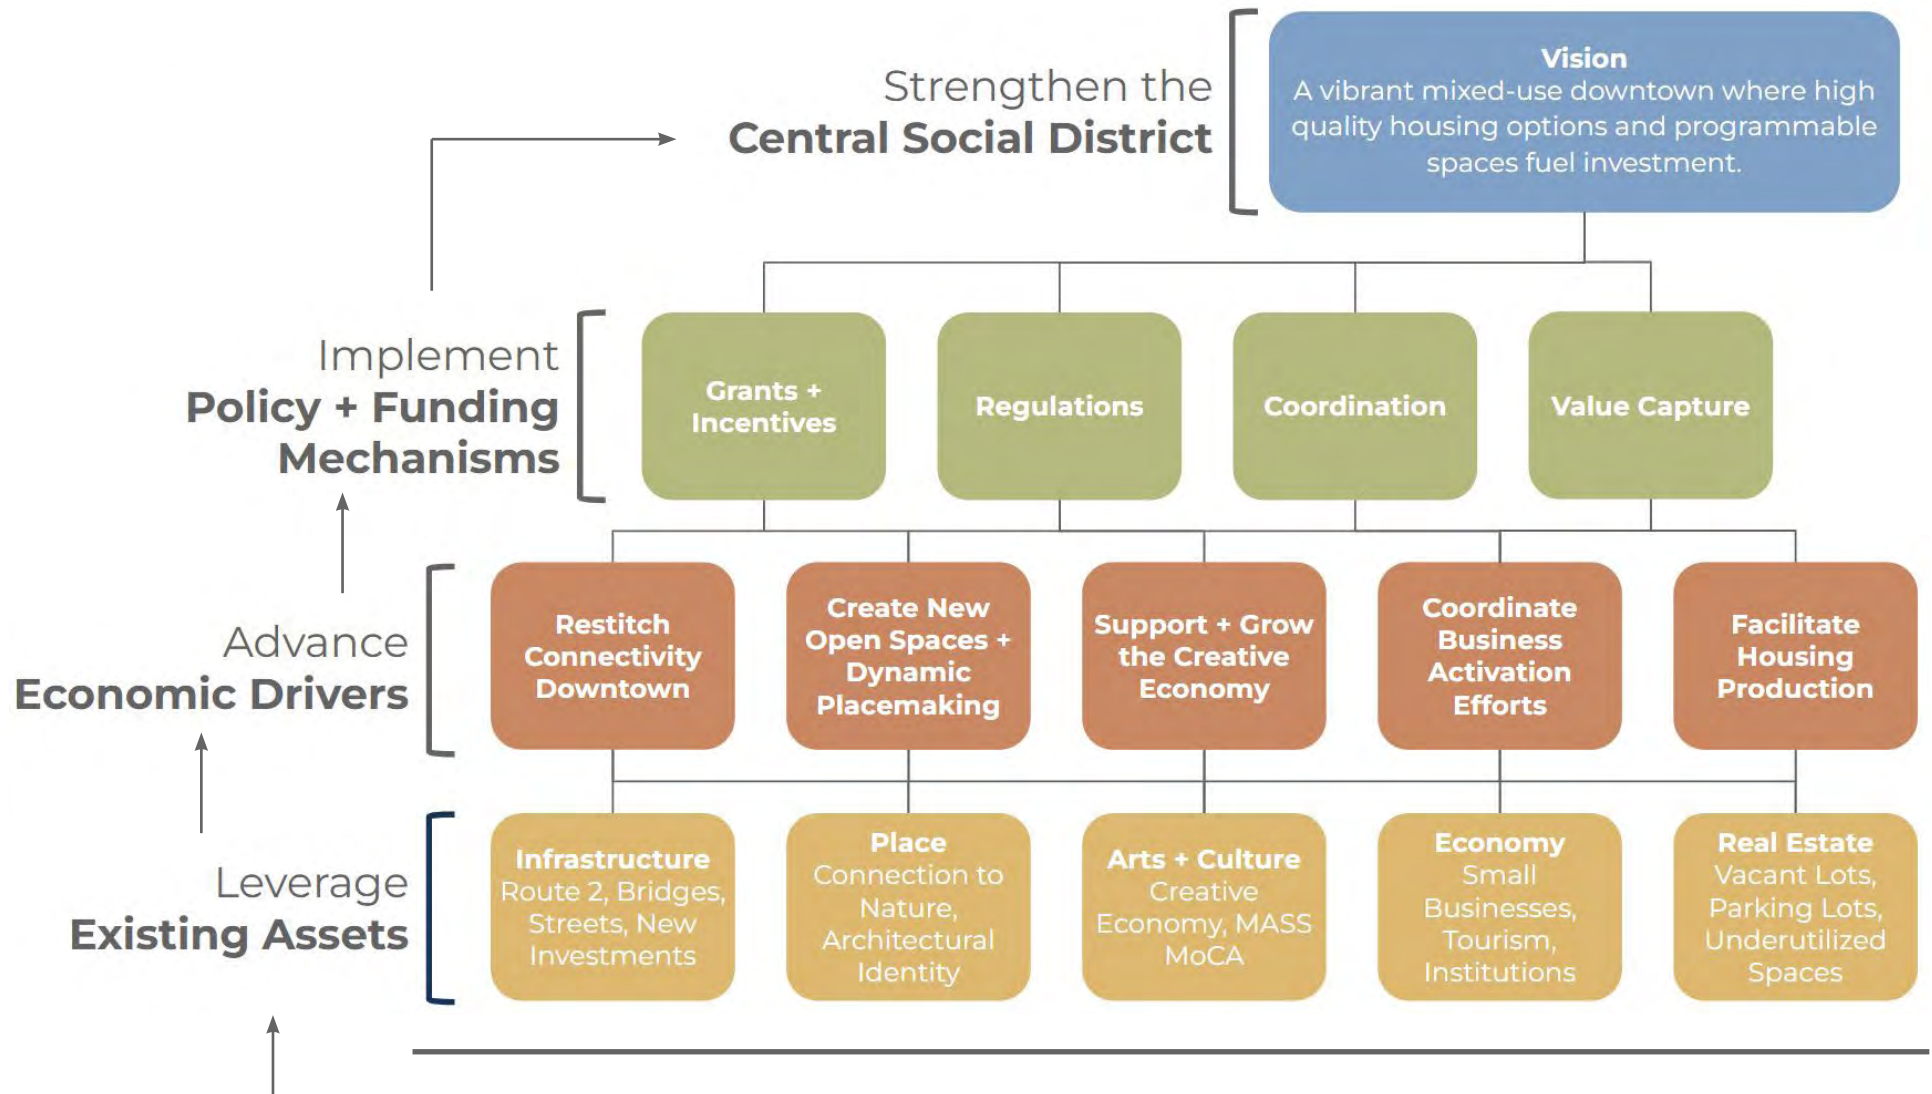 Strengthen the
Central Social District
Vision
A vibrant mixed-use downtown where high
quality housing options and programmable
spaces fuel investment.
Implement
Policy + Funding
Mechanisms
Grants +
Incentives
Regulations
Coordination
Value Capture
Advance
Economic Drivers
Restitch
Connectivity
Downtown
Create New
Open Spaces +
Dynamic
Placemaking
Support + Grow
the Creative
Economy
Coordinate
Business
Activation
Efforts
Facilitate
Housing
Production
Leverage
Existing Assets
Infrastructure
Route 2, Bridges,
Streets, New
Investments
Place
Connection to
Nature,
Architectural
Identity
Arts + Culture
Creative
Economy, MASS
MoCA
Economy
Small
Businesses,
Tourism,
Institutions
Real Estate
Vacant Lots,
Parking Lots,
Underutilized
Spaces